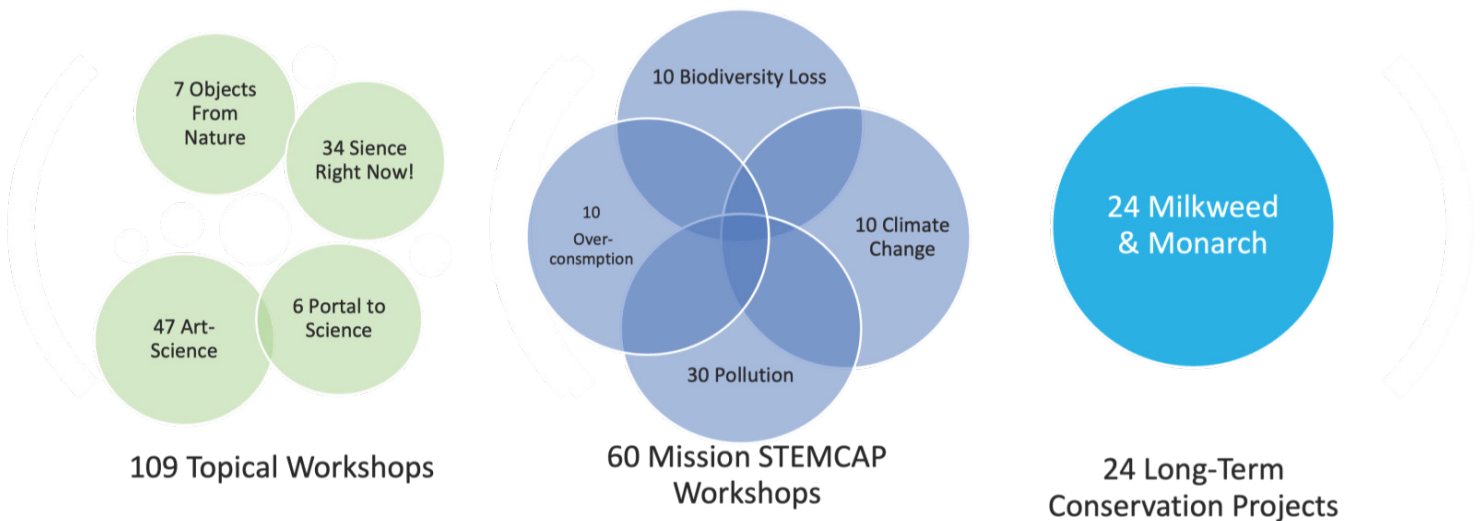 7 Objects
From
Nature
34 Sience
Right Now!
47 Art-
Science
6 Portal to
Science
109 Topical Workshops
10 Biodiversity Loss
10
Over-
consmption
10 Climate
Change
30 Pollution
60 Mission STEMCAP
Workshops
24 Milkweed
& Monarch
24 Long-Term
Conservation Projects